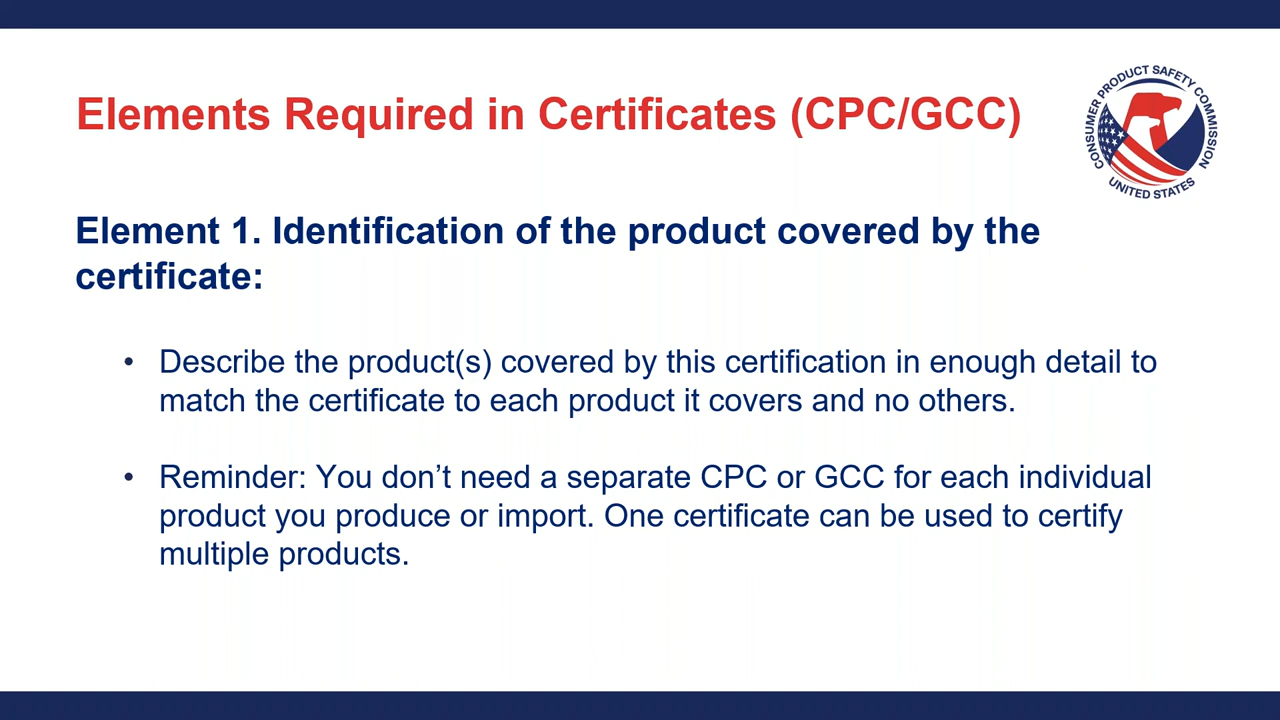 Elements Required in Certificates (CPC/GCC)
CONSUMER PRODUCT SAFETY COMMISSION
UNITED STATES
Element 1. Identification of the product covered by the
certificate:
• Describe the product(s) covered by this certification in enough detail to
match the certificate to each product it covers and no others.
• Reminder: You don’t need a separate CPC or GCC for each individual
product you produce or import. One certificate can be used to certify
multiple products.